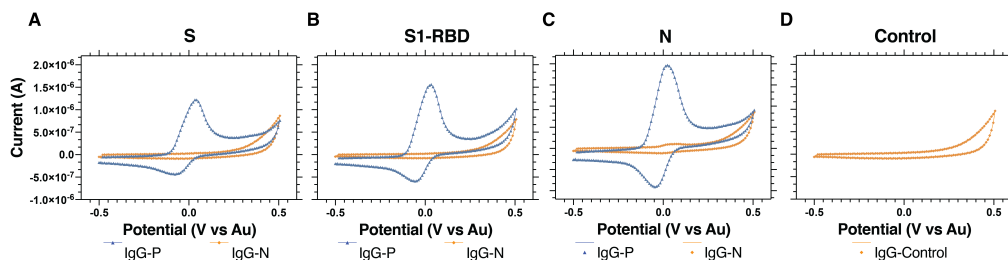 A B C D
S S1-RBD N Control
Current (A)
2.0×10⁻⁶
1.5×10⁻⁶
1.0×10⁻⁶
5.0×10⁻⁷
0.0
-5.0×10⁻⁷
-1.0×10⁻⁶
-0.5 0.0 0.5 -0.5 0.0 0.5 -0.5 0.0 0.5 -0.5 0.0 0.5
Potential (V vs Au) Potential (V vs Au) Potential (V vs Au) Potential (V vs Au)
IgG-P IgG-N IgG-P IgG-N IgG-P IgG-N IgG-Control